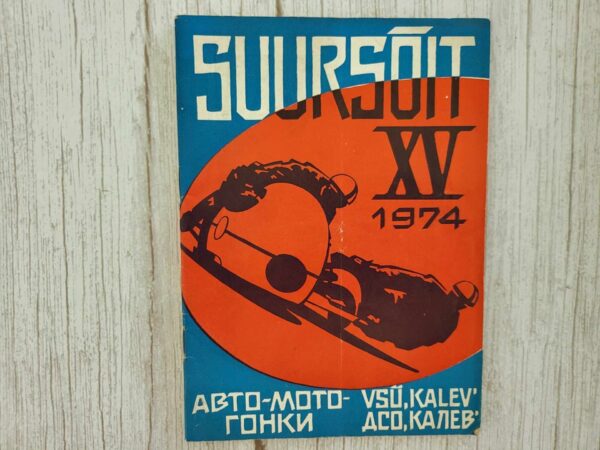 SUURSÕIT
XV
1974
АВТО-МОТО-
ГОНКИ
VSÜ„KALEV”
ДСО„КАЛЕВ”